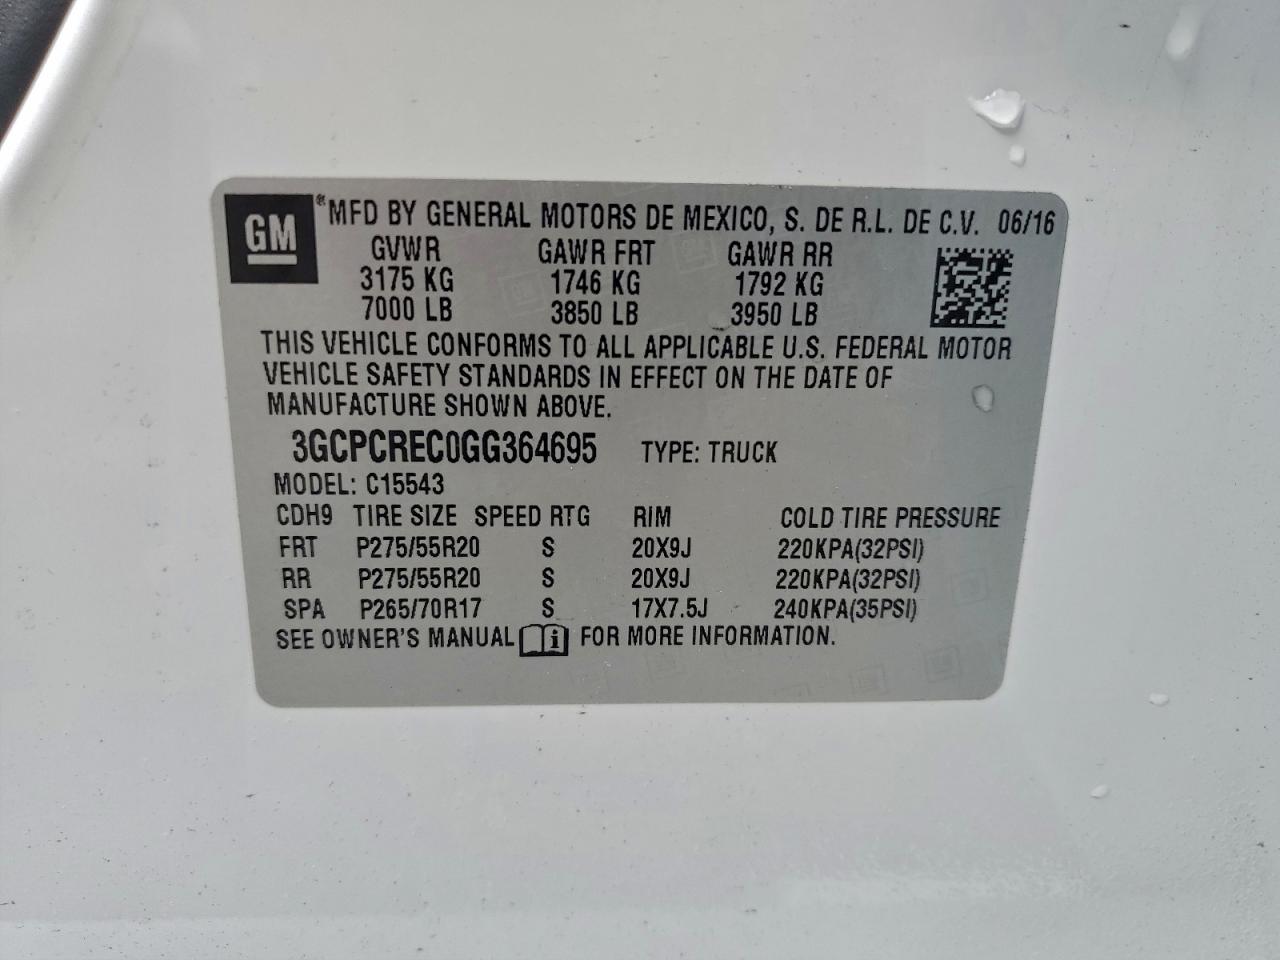 GM ® MFD BY GENERAL MOTORS DE MEXICO, S. DE R.L. DE C.V. 06/16
GVWR GAWR FRT GAWR RR
3175 KG 1746 KG 1792 KG
7000 LB 3850 LB 3950 LB
THIS VEHICLE CONFORMS TO ALL APPLICABLE U.S. FEDERAL MOTOR
VEHICLE SAFETY STANDARDS IN EFFECT ON THE DATE OF
MANUFACTURE SHOWN ABOVE.
3GCPCREC0GG364695 TYPE: TRUCK
MODEL: C15543
CDH9 TIRE SIZE SPEED RTG RIM COLD TIRE PRESSURE
FRT P275/55R20 S 20X9J 220KPA(32PSI)
RR P275/55R20 S 20X9J 220KPA(32PSI)
SPA P265/70R17 S 17X7.5J 240KPA(35PSI)
SEE OWNER'S MANUAL i FOR MORE INFORMATION.